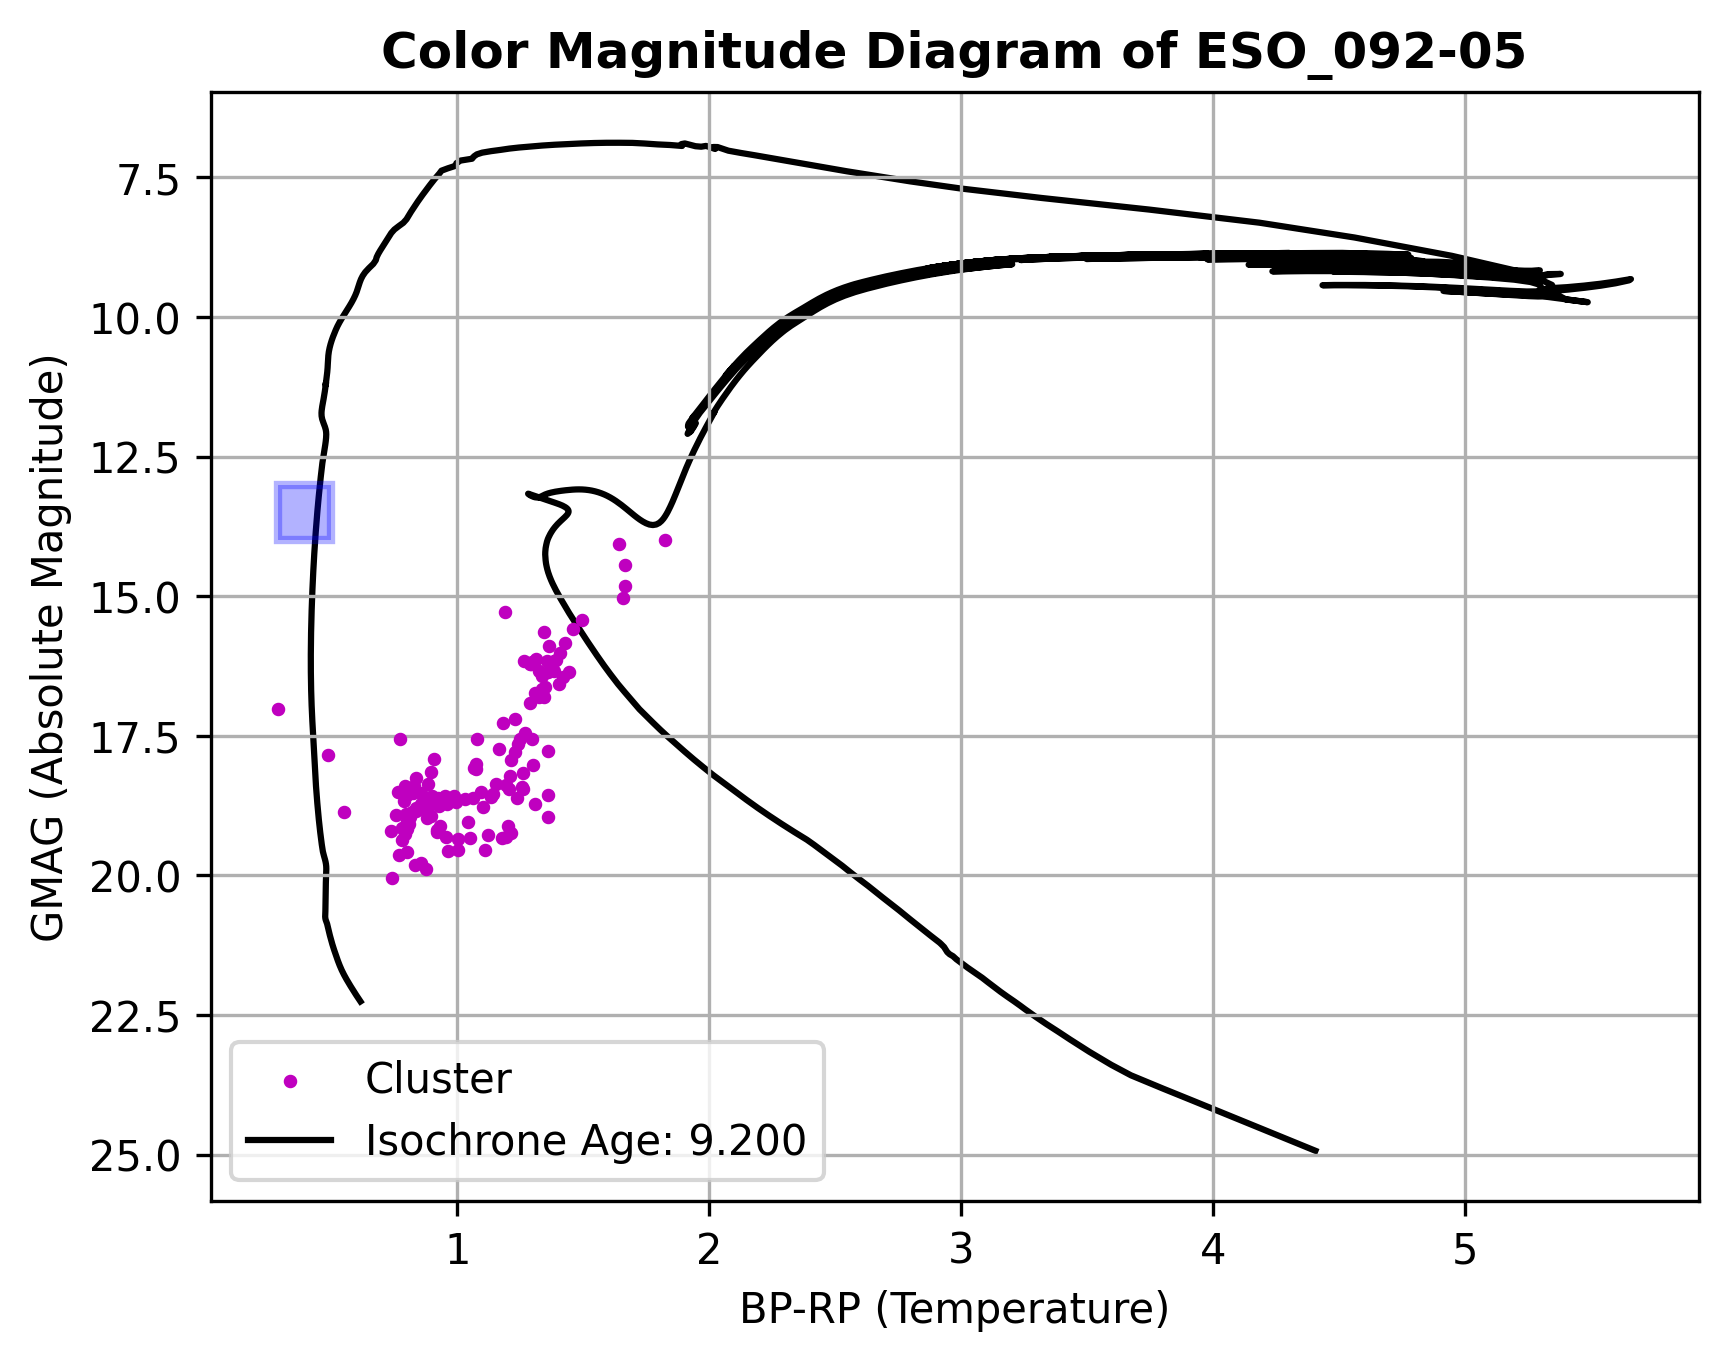 Color Magnitude Diagram of ESO_092-05
7.5
10.0
12.5
15.0
17.5
20.0
22.5
25.0
GMAG (Absolute Magnitude)
Cluster
Isochrone Age: 9.200
1 2 3 4 5
BP-RP (Temperature)